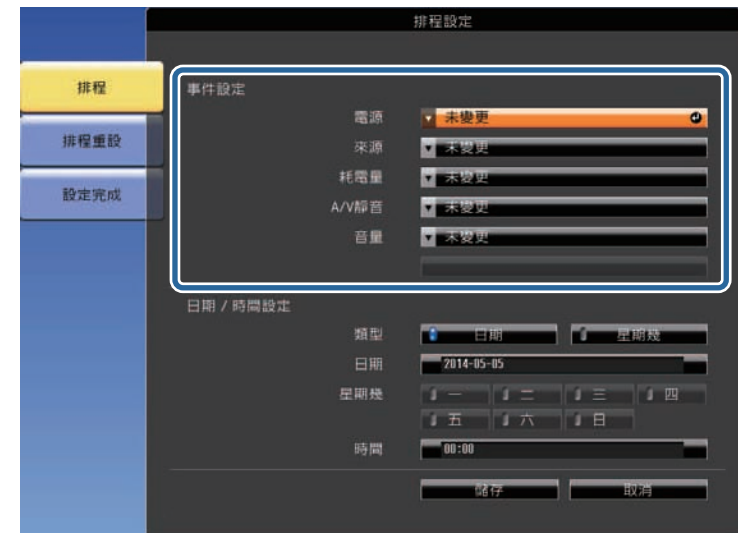 排程設定
排程
排程重設
設定完成
事件設定
電源 未變更
來源 未變更
耗電量 未變更
A/V靜音 未變更
音量 未變更
日期 / 時間設定
類型 日期 星期幾
日期 2014-05-05
星期幾 一 二 三 四
五 六 日
時間 00:00
儲存 取消